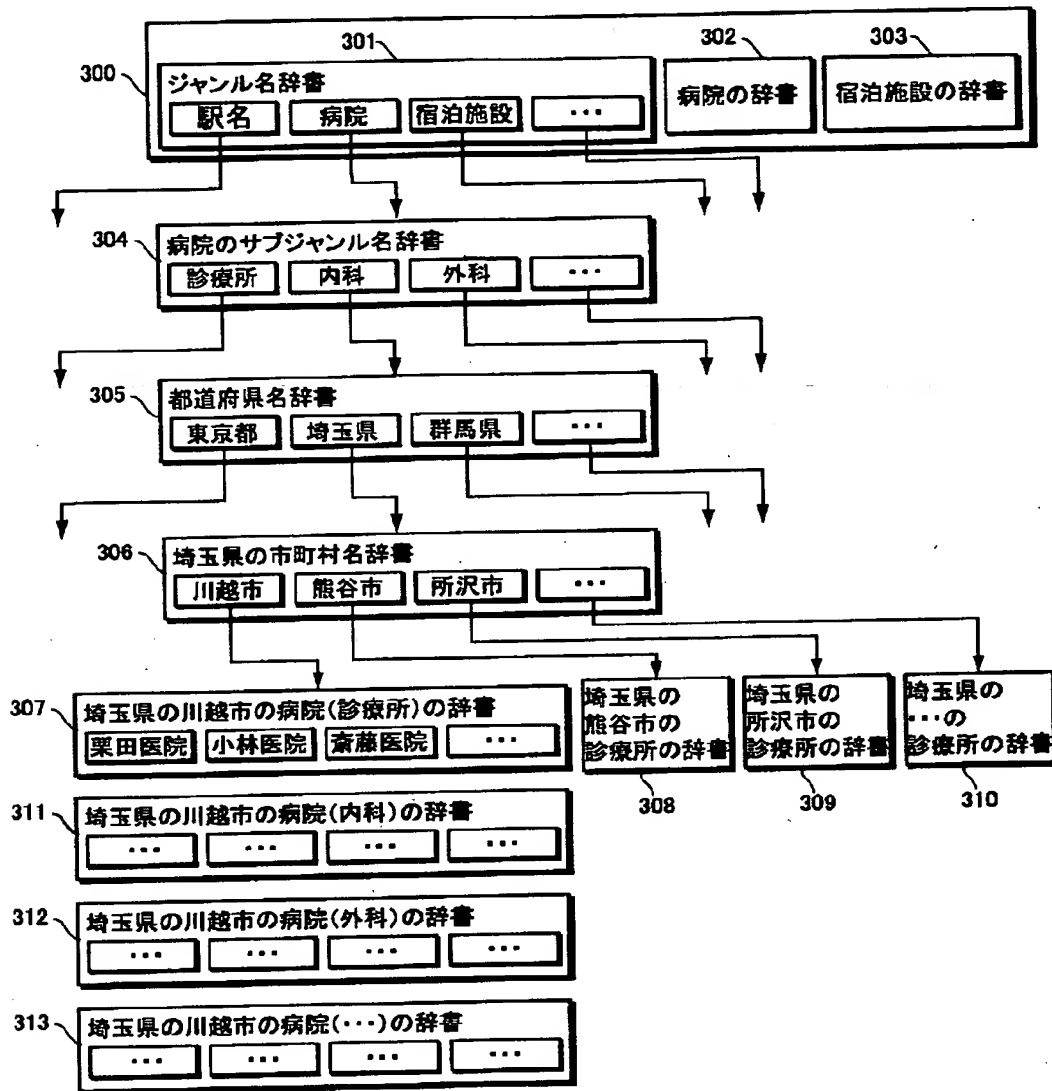 301
302
303
300
ジャンル名辞書
駅名
病院
宿泊施設
・・・
病院の辞書
宿泊施設の辞書
304
病院のサブジャンル名辞書
診療所
内科
外科
・・・
305
都道府県名辞書
東京都
埼玉県
群馬県
・・・
306
埼玉県の市町村名辞書
川越市
熊谷市
所沢市
・・・
307
埼玉県の川越市の病院(診療所)の辞書
栗田医院
小林医院
斎藤医院
・・・
埼玉県の
熊谷市の
診療所の辞書
308
埼玉県の
所沢市の
診療所の辞書
309
埼玉県の
・・・の
診療所の辞書
310
311
埼玉県の川越市の病院(内科)の辞書
・・・
・・・
・・・
・・・
312
埼玉県の川越市の病院(外科)の辞書
・・・
・・・
・・・
・・・
313
埼玉県の川越市の病院(・・・)の辞書
・・・
・・・
・・・
・・・